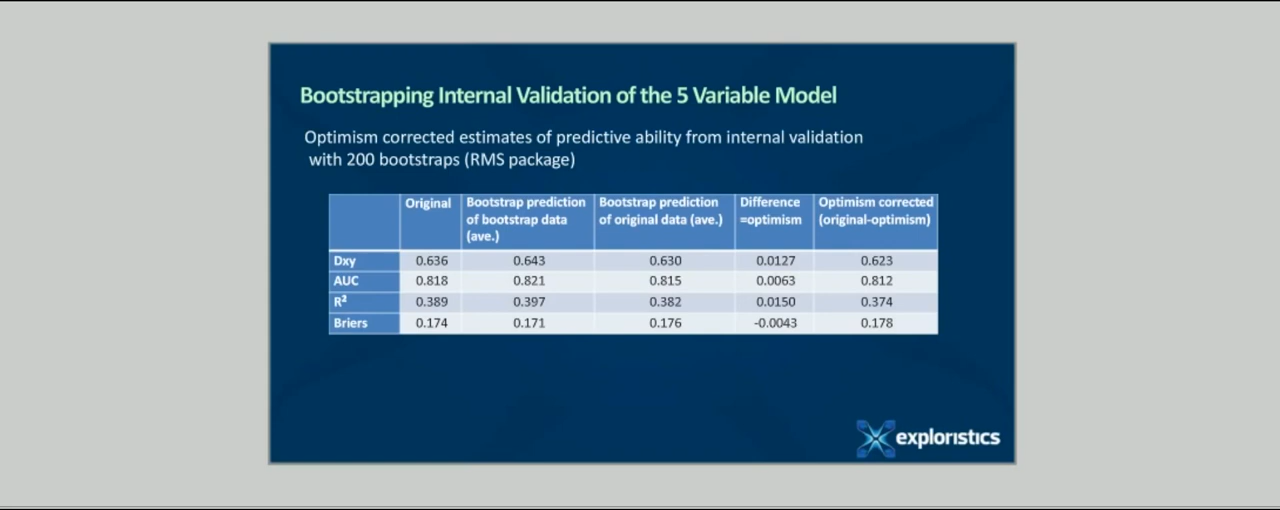 Bootstrapping Internal Validation of the 5 Variable Model
Optimism corrected estimates of predictive ability from internal validation
with 200 bootstraps (RMS package)
Original
Bootstrap prediction
of bootstrap data
(ave.)
Bootstrap prediction
of original data (ave.)
Difference
=optimism
Optimism corrected
(original-optimism)
Dxy 0.636 0.643 0.630 0.0127 0.623
AUC 0.818 0.821 0.815 0.0063 0.812
R² 0.389 0.397 0.382 0.0150 0.374
Briers 0.174 0.171 0.176 -0.0043 0.178
exploristics